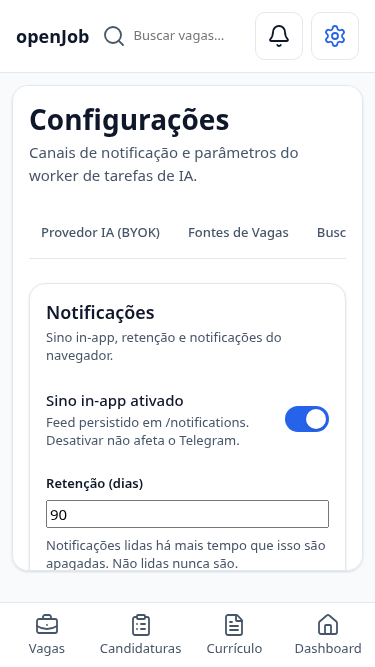 openJob
Buscar vagas...
Configurações
Canais de notificação e parâmetros do
worker de tarefas de IA.
Provedor IA (BYOK)
Fontes de Vagas
Busc
Notificações
Sino in-app, retenção e notificações do
navegador.
Sino in-app ativado
Feed persistido em /notifications.
Desativar não afeta o Telegram.
Retenção (dias)
90
Notificações lidas há mais tempo que isso são
apagadas. Não lidas nunca são.
Vagas
Candidaturas
Currículo
Dashboard